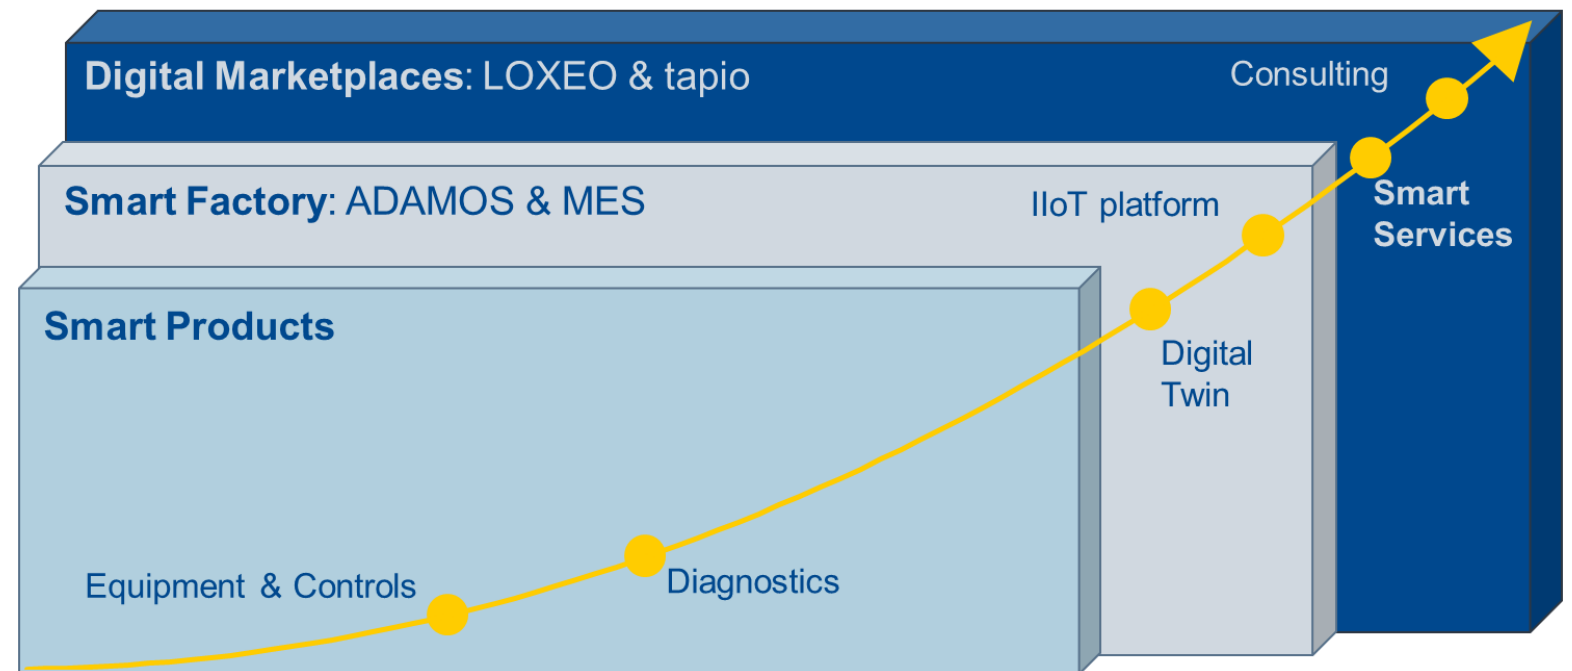 Digital Marketplaces: LOXEO & tapio
Consulting
Smart Factory: ADAMOS & MES
IIoT platform
Smart
Services
Smart Products
Digital
Twin
Equipment & Controls
Diagnostics